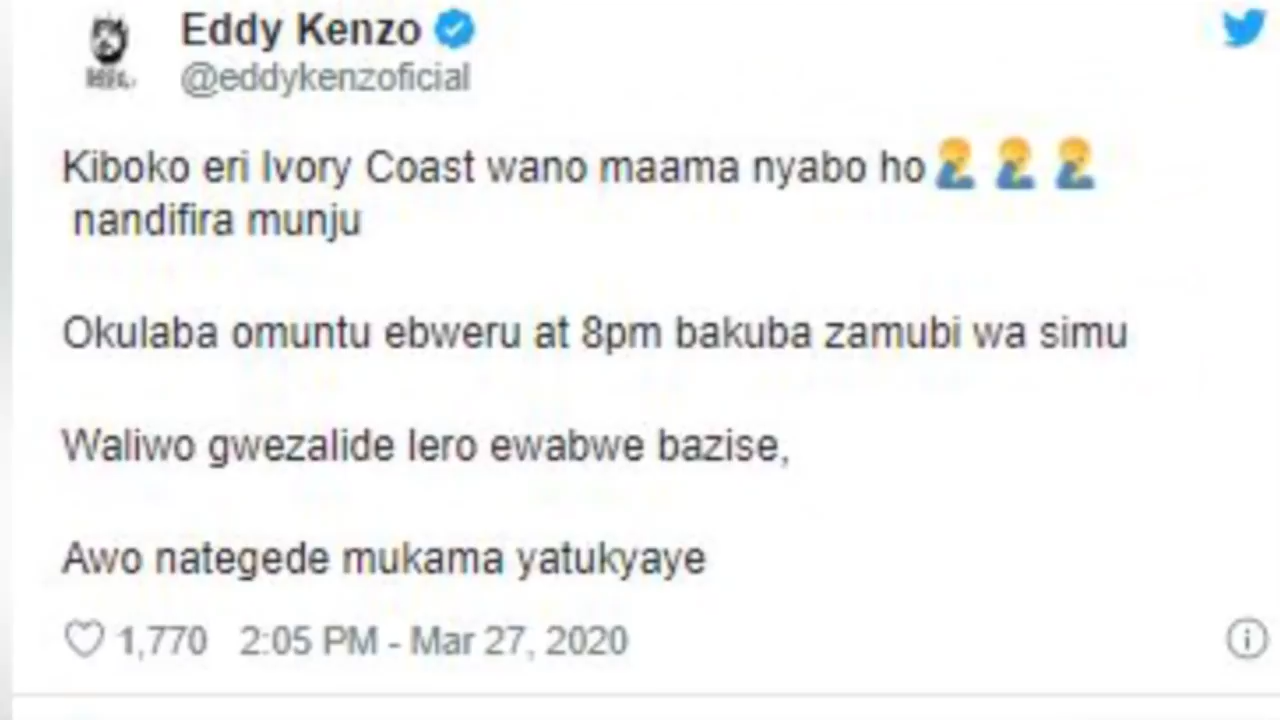 Eddy Kenzo
@eddykenzoficial
Kiboko eri Ivory Coast wano maama nyabo ho🤦‍♂️🤦‍♂️🤦‍♂️
nandifira munju
Okulaba omuntu ebweru at 8pm bakuba zamubi wa simu
Waliwo gwezalide lero ewabwe bazise,
Awo nategede mukama yatukyaye
1,770 2:05 PM - Mar 27, 2020